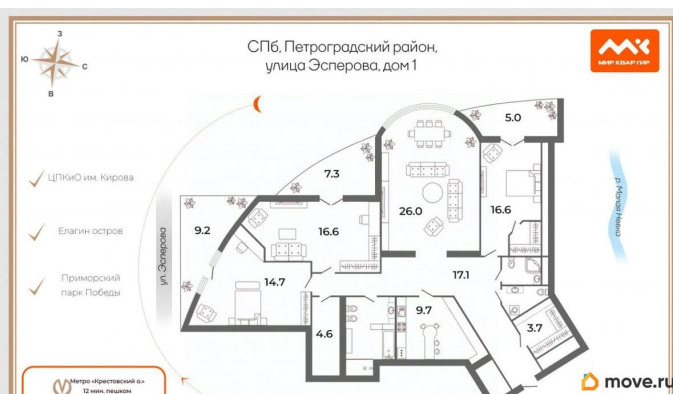 СПб, Петроградский район,
улица Эсперова, дом 1
МИР КВАРТИР
З
Ю
С
В
ЦПКиО им. Кирова
Елагин остров
Приморский
парк Победы
ул. Эсперова
р. Малая Невка
5.0
7.3
9.2
16.6
26.0
16.6
14.7
17.1
4.6
9.7
3.7
Метро «Крестовский о.»
12 мин. пешком
move.ru